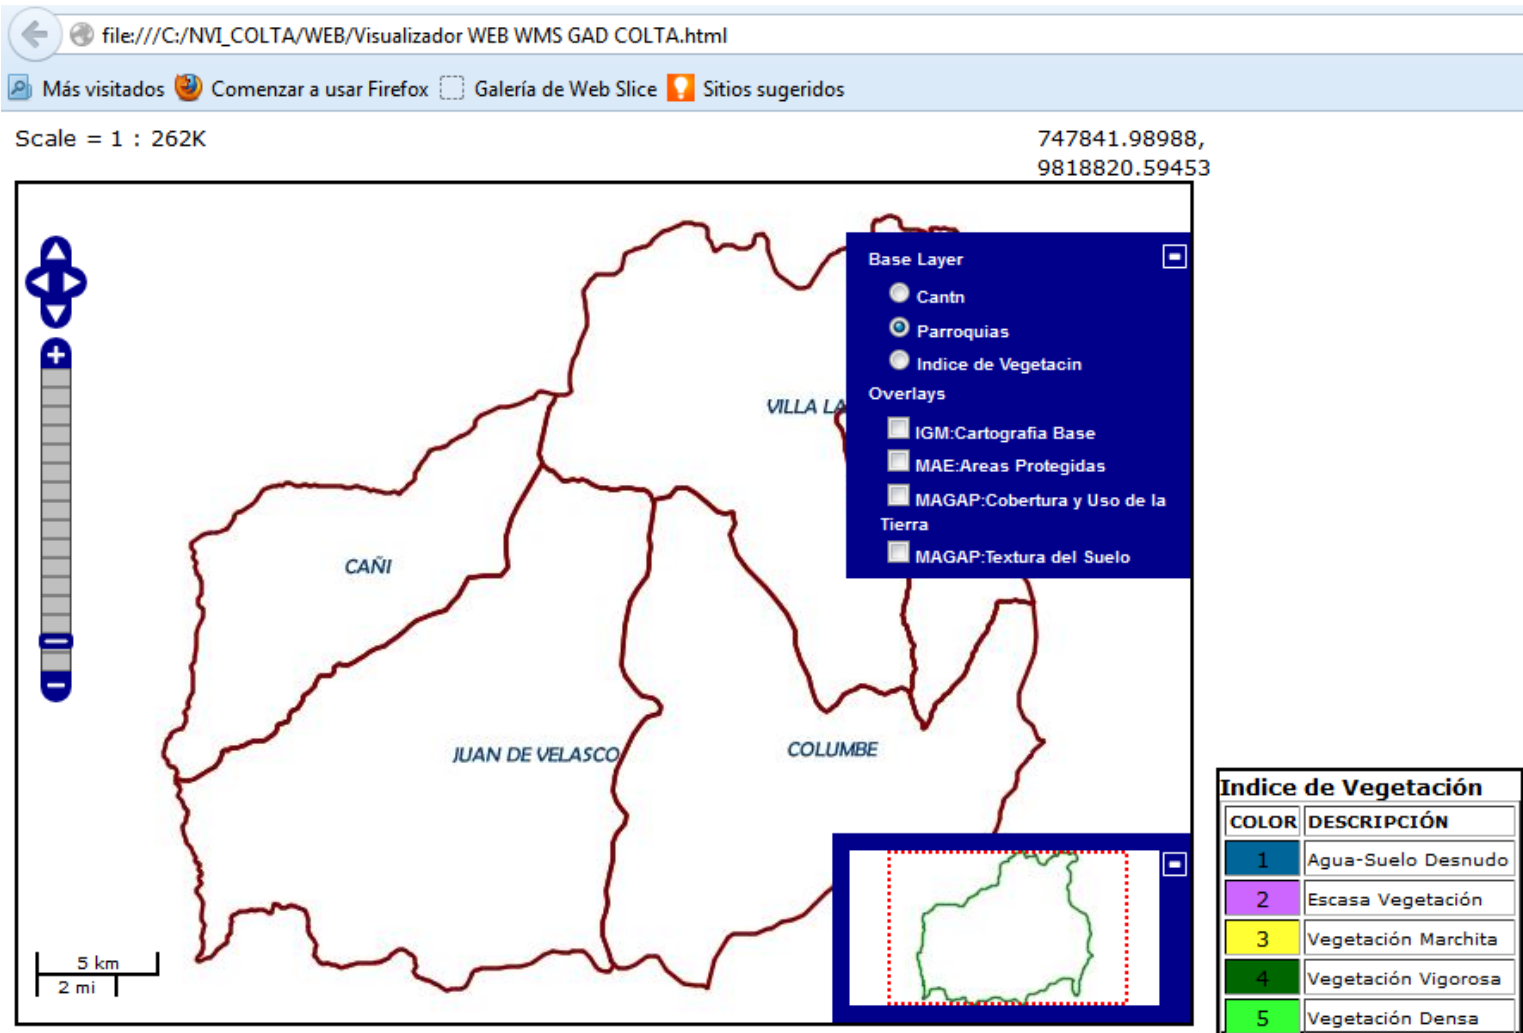 file:///C:/NVI_COLTA/WEB/Visualizador WEB WMS GAD COLTA.html
Más visitados Comenzar a usar Firefox Galería de Web Slice Sitios sugeridos
Scale = 1 : 262K
747841.98988,
9818820.59453
Base Layer
Cantn
Parroquias
Indice de Vegetacin
Overlays
IGM:Cartografia Base
MAE:Areas Protegidas
MAGAP:Cobertura y Uso de la
Tierra
MAGAP:Textura del Suelo
VILLA LA
CAÑI
JUAN DE VELASCO
COLUMBE
5 km
2 mi
Indice de Vegetación
COLOR DESCRIPCIÓN
1 Agua-Suelo Desnudo
2 Escasa Vegetación
3 Vegetación Marchita
4 Vegetación Vigorosa
5 Vegetación Densa